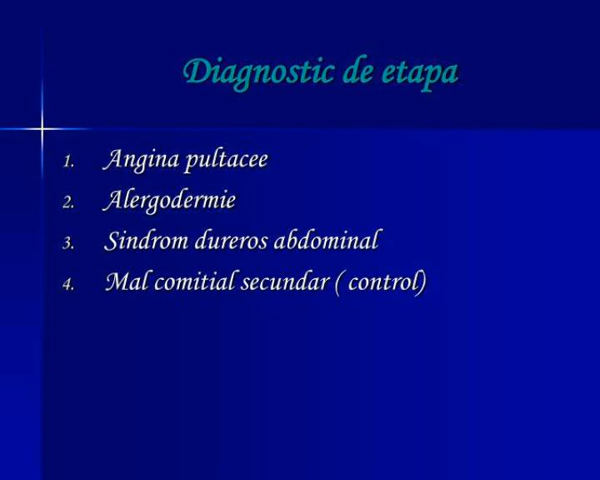 Diagnostic de etapa
1. Angina pultacee
2. Alergodermie
3. Sindrom dureros abdominal
4. Mal comitial secundar ( control)